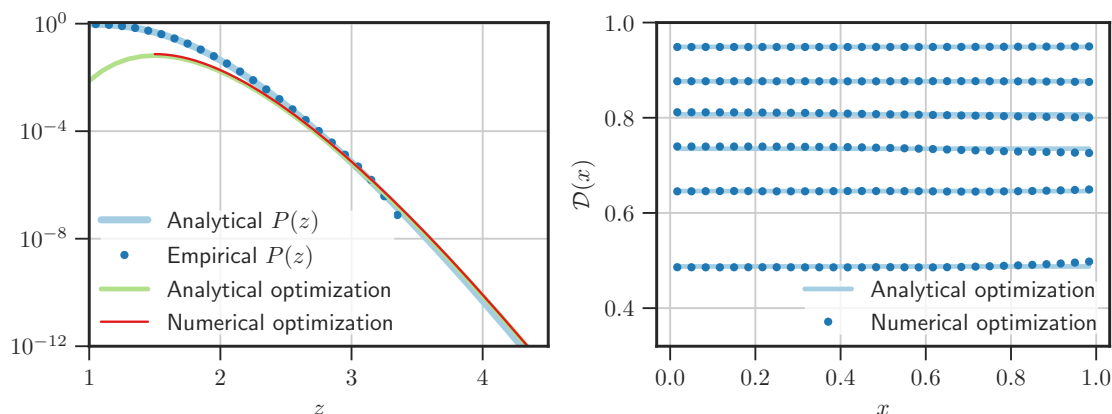 10^0
10^{-4}
10^{-8}
10^{-12}
Analytical P(z)
Empirical P(z)
Analytical optimization
Numerical optimization
1 2 3 4
z
1.0
0.8
0.6
0.4
D(x)
Analytical optimization
Numerical optimization
0.0 0.2 0.4 0.6 0.8 1.0
x